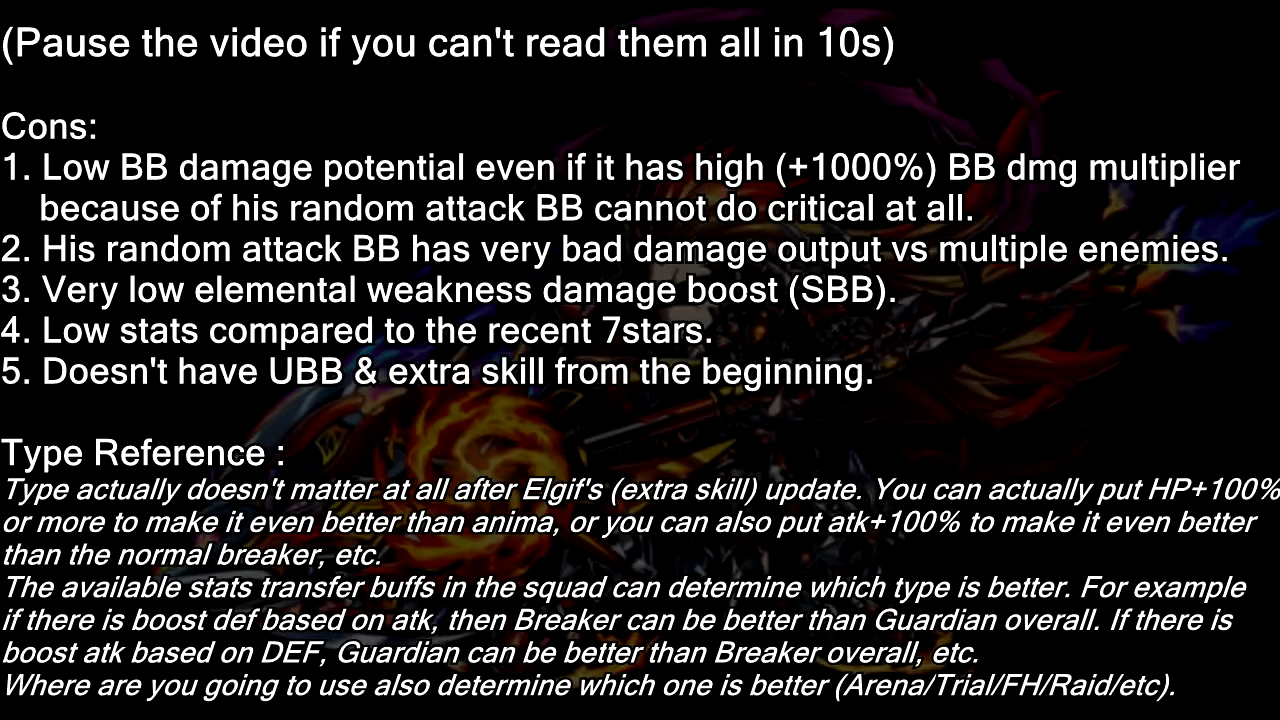 (Pause the video if you can't read them all in 10s)
Cons:
1. Low BB damage potential even if it has high (+1000%) BB dmg multiplier
because of his random attack BB cannot do critical at all.
2. His random attack BB has very bad damage output vs multiple enemies.
3. Very low elemental weakness damage boost (SBB).
4. Low stats compared to the recent 7stars.
5. Doesn't have UBB & extra skill from the beginning.
Type Reference :
Type actually doesn't matter at all after Elgif's (extra skill) update. You can actually put HP+100%
or more to make it even better than anima, or you can also put atk+100% to make it even better
than the normal breaker, etc.
The available stats transfer buffs in the squad can determine which type is better. For example
if there is boost def based on atk, then Breaker can be better than Guardian overall. If there is
boost atk based on DEF, Guardian can be better than Breaker overall, etc.
Where are you going to use also determine which one is better (Arena/Trial/FH/Raid/etc).